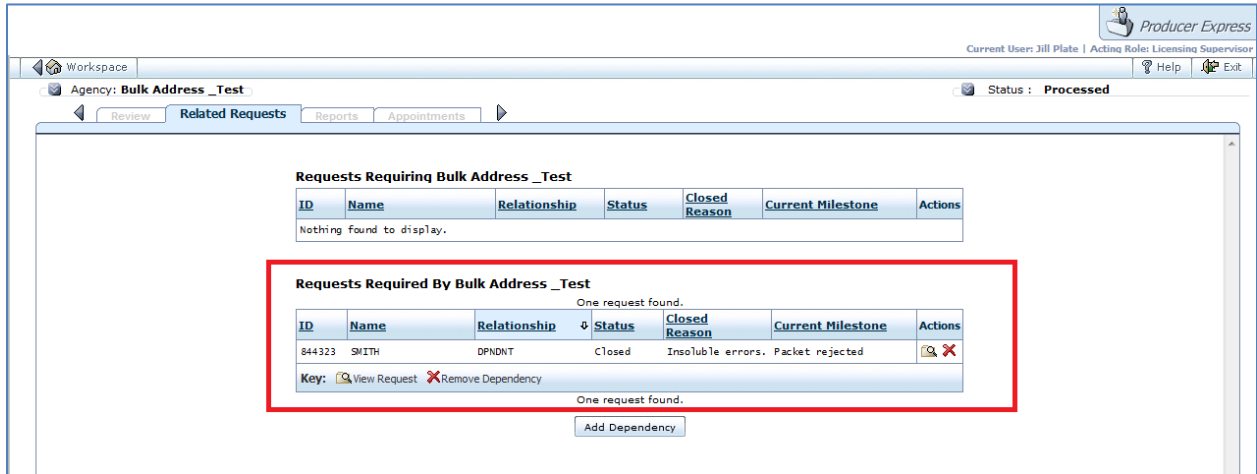 Producer Express
Current User: Jill Plate | Acting Role: Licensing Supervisor
Workspace Help Exit
Agency: Bulk Address _Test Status : Processed
Review Related Requests Reports Appointments
Requests Requiring Bulk Address _Test
ID Name Relationship Status Closed Reason Current Milestone Actions
Nothing found to display.
Requests Required By Bulk Address _Test
One request found.
ID Name Relationship Status Closed Reason Current Milestone Actions
844323 SMITH DPNDNT Closed Insoluble errors. Packet rejected
Key: View Request Remove Dependency
One request found.
Add Dependency